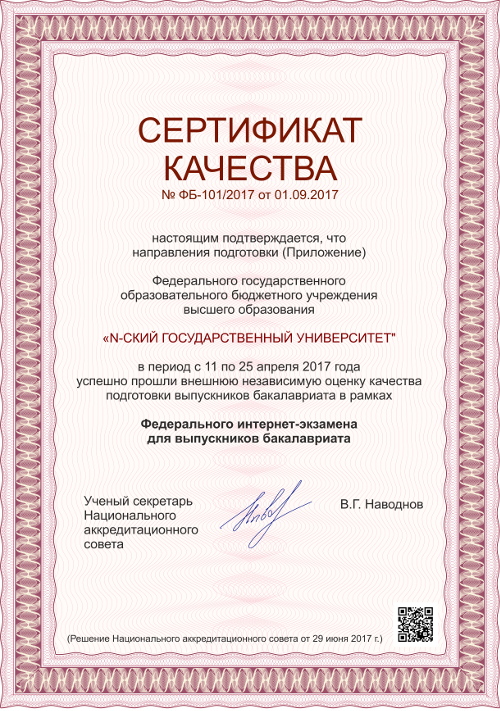 СЕРТИФИКАТ
КАЧЕСТВА
№ ФБ-101/2017 от 01.09.2017
настоящим подтверждается, что
направления подготовки (Приложение)
Федерального государственного
образовательного бюджетного учреждения
высшего образования
«N-СКИЙ ГОСУДАРСТВЕННЫЙ УНИВЕРСИТЕТ"
в период с 11 по 25 апреля 2017 года
успешно прошли внешнюю независимую оценку качества
подготовки выпускников бакалавриата в рамках
Федерального интернет-экзамена
для выпускников бакалавриата
Ученый секретарь
Национального
аккредитационного
совета
В.Г. Наводнов
(Решение Национального аккредитационного совета от 29 июня 2017 г.)